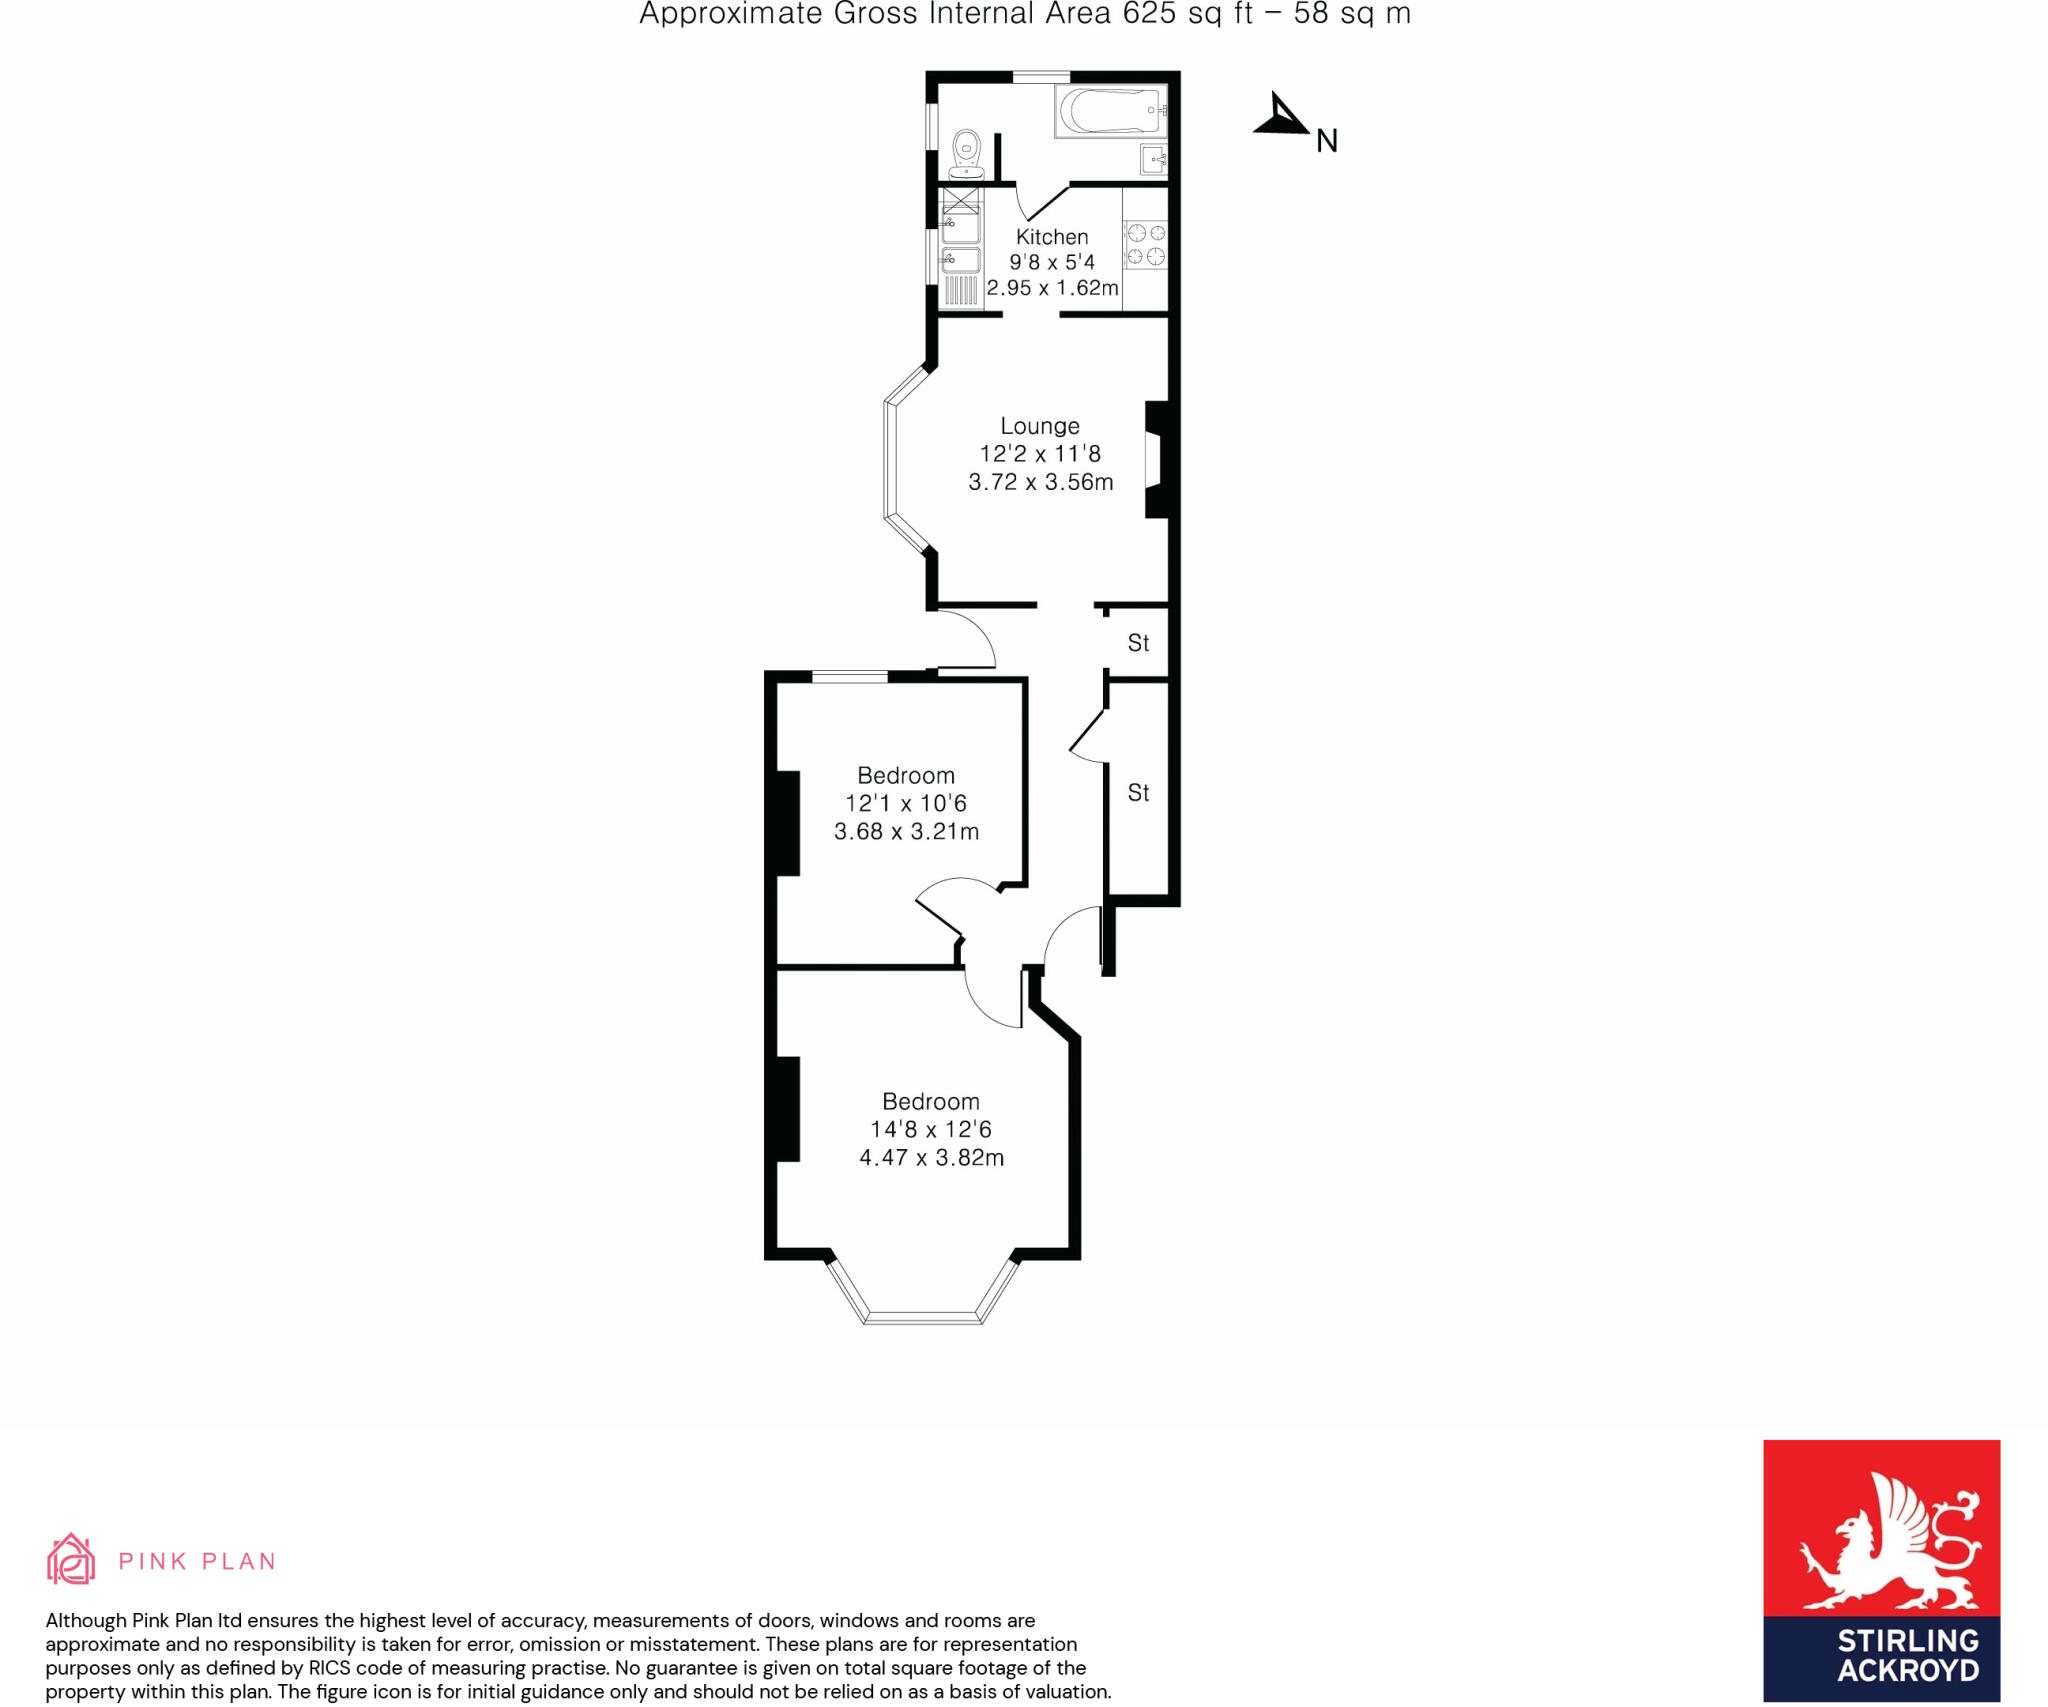 Approximate Gross Internal Area 625 sq ft – 58 sq m
N
Kitchen
9'8 x 5'4
2.95 x 1.62m
Lounge
12'2 x 11'8
3.72 x 3.56m
St
St
Bedroom
12'1 x 10'6
3.68 x 3.21m
Bedroom
14'8 x 12'6
4.47 x 3.82m
PINK PLAN
Although Pink Plan ltd ensures the highest level of accuracy, measurements of doors, windows and rooms are
approximate and no responsibility is taken for error, omission or misstatement. These plans are for representation
purposes only as defined by RICS code of measuring practise. No guarantee is given on total square footage of the
property within this plan. The figure icon is for initial guidance only and should not be relied on as a basis of valuation.
STIRLING
ACKROYD